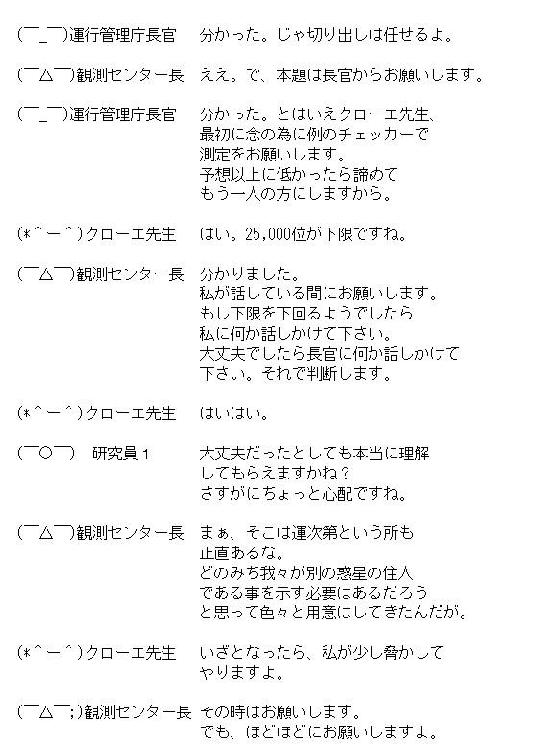 (￣_￣)運行管理庁長官　分かった。じゃ切り出しは任せるよ。
(￣△￣)観測センター長　ええ。で、本題は長官からお願いします。
(￣_￣)運行管理庁長官　分かった。とはいえクローエ先生、
最初に念の為に例のチェッカーで
測定をお願いします。
予想以上に低かったら諦めて
もう一人の方にしますから。
(*＾ー＾)クローエ先生　はい。25,000位が下限ですね。
(￣△￣)観測センター長　分かりました。
私が話している間にお願いします。
もし下限を下回るようでしたら
私に何か話しかけて下さい。
大丈夫でしたら長官に何か話しかけて
下さい。それで判断します。
(*＾ー＾)クローエ先生　はいはい。
(￣○￣)　研究員１　大丈夫だったとしても本当に理解
してもらえますかね？
さすがにちょっと心配ですね。
(￣△￣)観測センター長　まぁ、そこは運次第という所も
正直あるな。
どのみち我々が別の惑星の住人
である事を示す必要はあるだろう
と思って色々と用意にしてきたんだが。
(*＾ー＾)クローエ先生　いざとなったら、私が少し脅かして
やりますよ。
(￣△￣;)観測センター長　その時はお願いします。
でも、ほどほどにお願いしますよ。